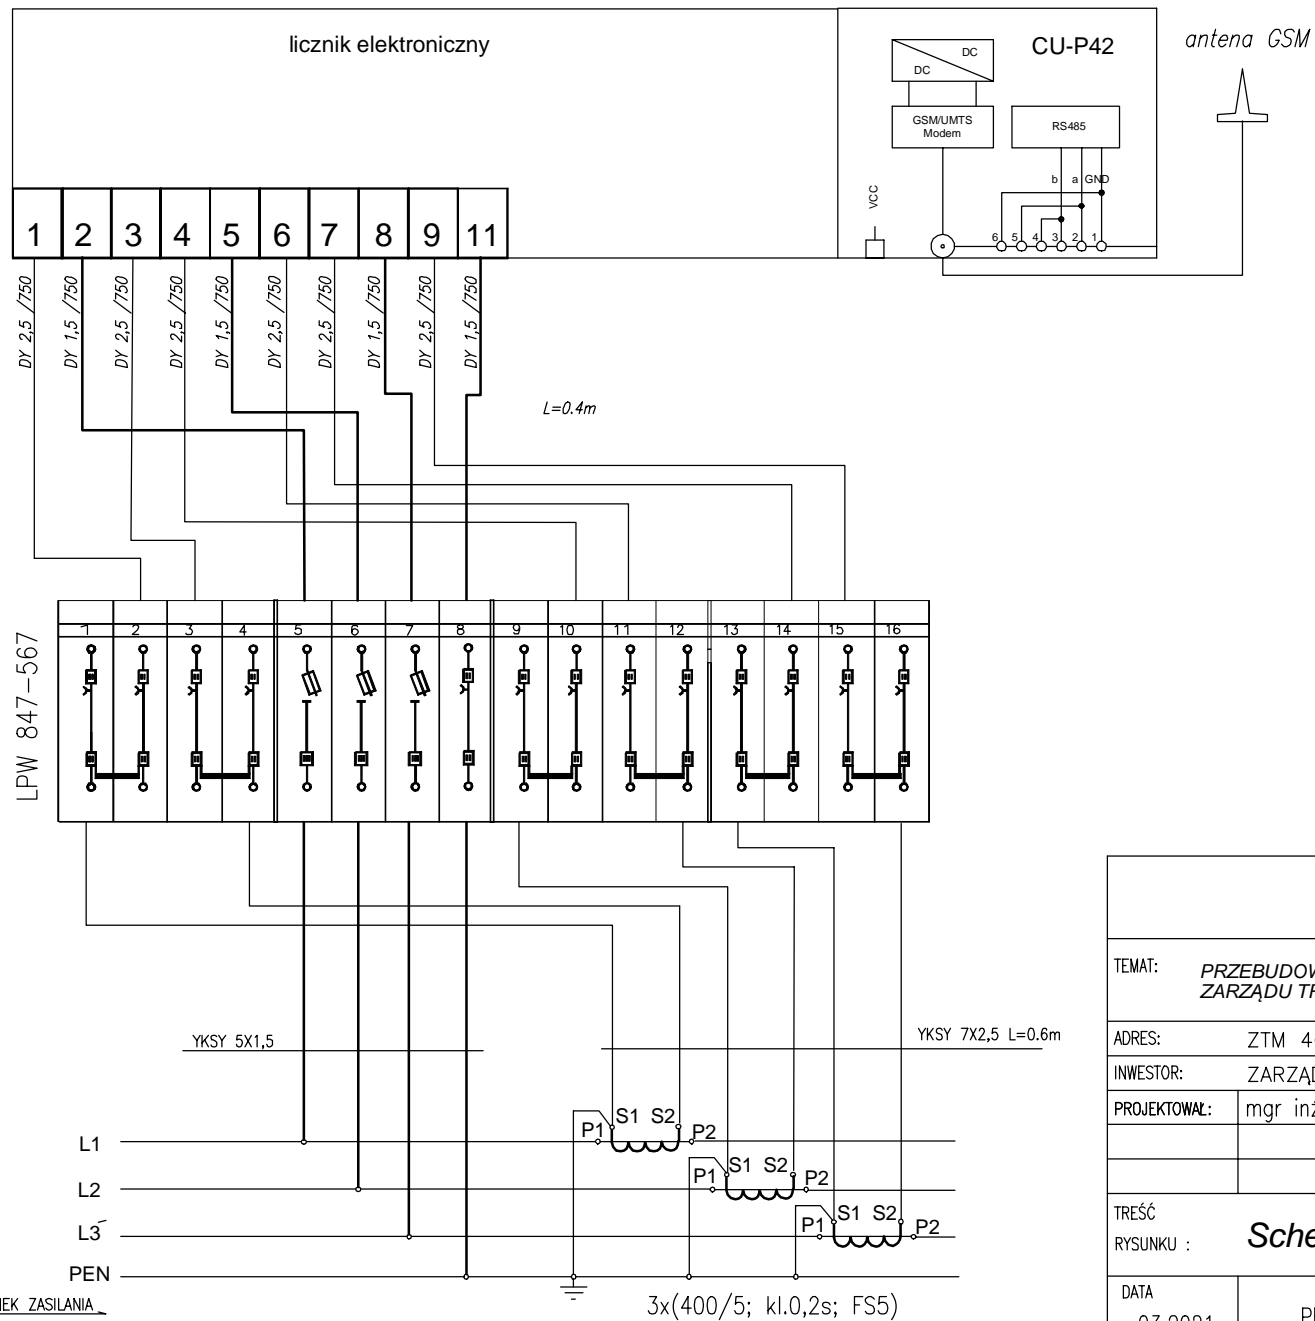 licznik elektroniczny
CU-P42
antena GSM
DC
DC
GSM/UMTS
Modem
RS485
b a GND
VCC
6 5 4 3 2 1
1 2 3 4 5 6 7 8 9 11
DY 2,5 /750
DY 1,5 /750
DY 2,5 /750
DY 2,5 /750
DY 1,5 /750
DY 2,5 /750
DY 2,5 /750
DY 1,5 /750
DY 2,5 /750
DY 1,5 /750
L=0.4m
LPW 847-567
1 2 3 4 5 6 7 8 9 10 11 12 13 14 15 16
YKSY 5X1,5
YKSY 7X2,5 L=0.6m
L1
P1 S1 S2 P2
L2
P1 S1 S2 P2
L3
P1 S1 S2 P2
PEN
ZASILANIA
3x(400/5; kl.0,2s; FS5)
TEMAT:
ADRES: ZTM
INWESTOR:
PROJEKTOWAŁ: mgr
TREŚĆ
RYSUNKU :
DATA